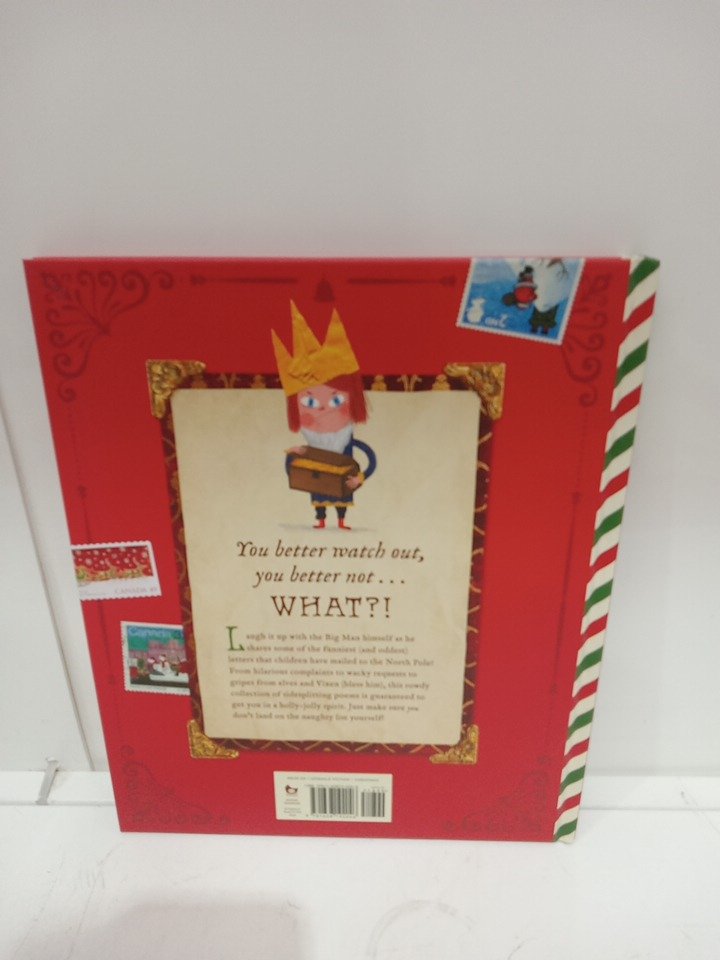 You better watch out,
you better not...
WHAT?!
Laugh it up with the Big Man himself as he
shares some of the funniest (and oddest)
letters that children have mailed to the North Pole!
From hilarious complaints to wacky requests to
gripes from elves and Vixen (bless him), this rowdy
collection of sidesplitting poems is guaranteed to
get you in a holly-jolly spirit. Just make sure you
don't land on the naughty list yourself!
CANADA